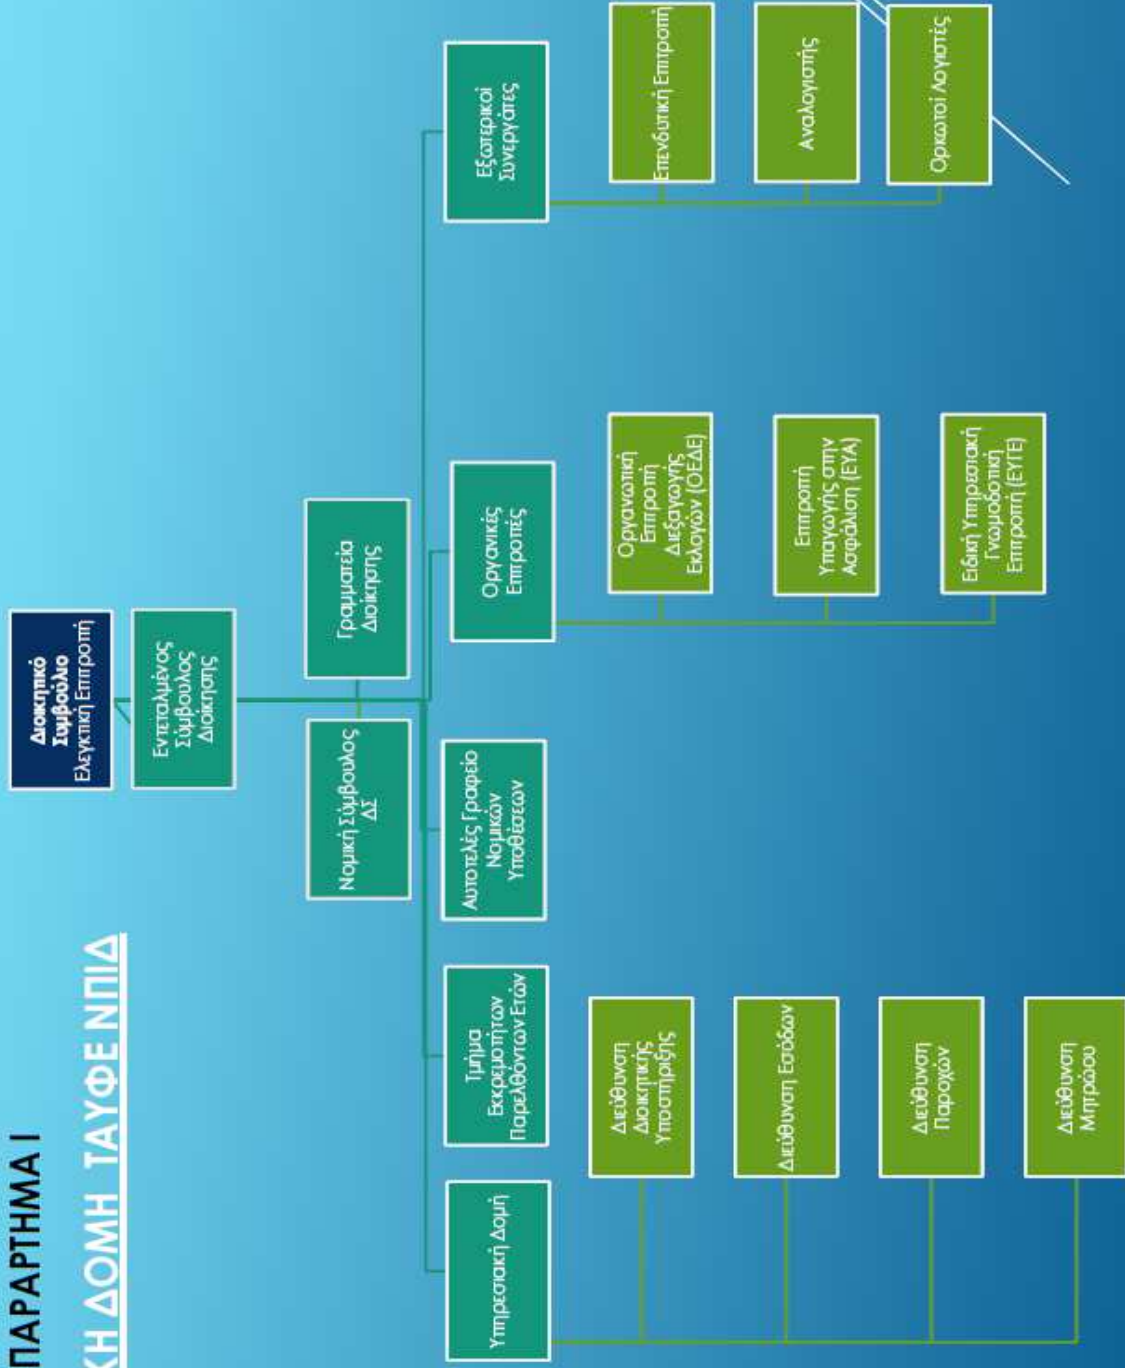 ΠΑΡΑΡΤΗΜΑ Ι
ΚΗ ΔΟΜΗ ΤΑΥΦΕ ΝΠΙΔ
Διοικητικό
Συμβούλιο
Ελεγκτική Επιτροπή
Εντεταλμένος
Σύμβουλος
Διοίκησης
Νομική Σύμβουλος
ΔΣ
Γραμματεία
Διοίκησης
Υπηρεσιακή Δομή
Τμήμα
Εκκρεμοτήτων
Παρελθόντων Ετών
Αυτοτελές Γραφείο
Νομικών
Υποθέσεων
Οργανικές
Επιτροπές
Εξωτερικοί
Συνεργάτες
Διεύθυνση
Διοικητικής
Υποστήριξης
Διεύθυνση Εσόδων
Διεύθυνση
Παροχών
Διεύθυνση
Μητρώου
Οργανωτική
Επιτροπή
Διεξαγωγής
Εκλογών (ΟΕΔΕ)
Επιτροπή
Υπαγωγής στην
Ασφάλιση (ΕΥΑ)
Ειδική Υπηρεσιακή
Γνωμοδοτική
Επιτροπή (ΕΥΓΕ)
Επενδυτική Επιτροπή
Αναλογιστής
Ορκωτοί Λογιστές